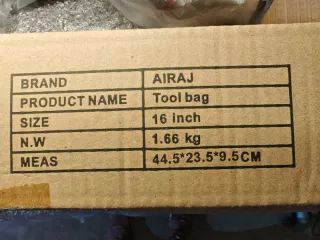 BRAND AIRAJ
PRODUCT NAME Tool bag
SIZE 16 inch
N.W 1.66 kg
MEAS 44.5*23.5*9.5CM